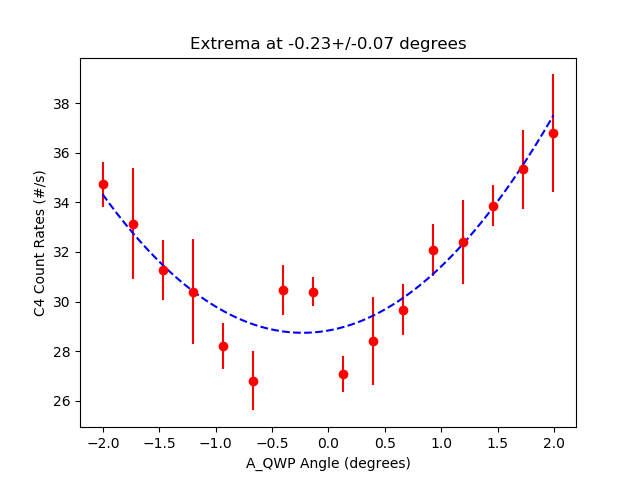 Extrema at -0.23+/-0.07 degrees
C4 Count Rates (#/s)
38
36
34
32
30
28
26
−2.0 −1.5 −1.0 −0.5 0.0 0.5 1.0 1.5 2.0
A_QWP Angle (degrees)